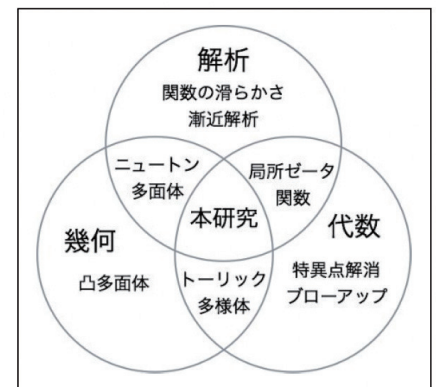 解析
関数の滑らかさ
漸近解析
ニュートン
多面体
局所ゼータ
関数
本研究
幾何
凸多面体
代数
特異点解消
ブローアップ
トーリック
多様体